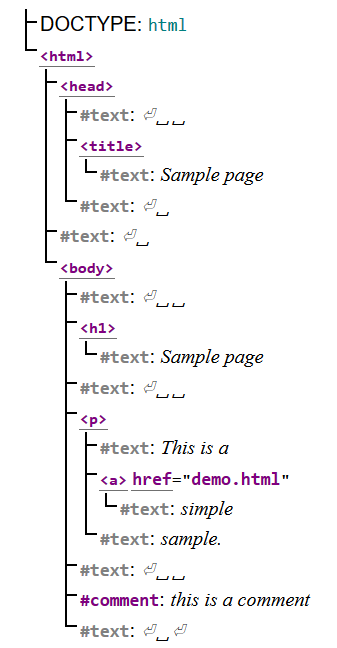 DOCTYPE: html
<html>
<head>
#text: ⏎␣␣
<title>
#text: Sample page
#text: ⏎␣
#text: ⏎␣
<body>
#text: ⏎␣␣
<h1>
#text: Sample page
#text: ⏎␣␣
<p>
#text: This is a
<a> href="demo.html"
#text: simple
#text: sample.
#text: ⏎␣␣
#comment: this is a comment
#text: ⏎␣⏎